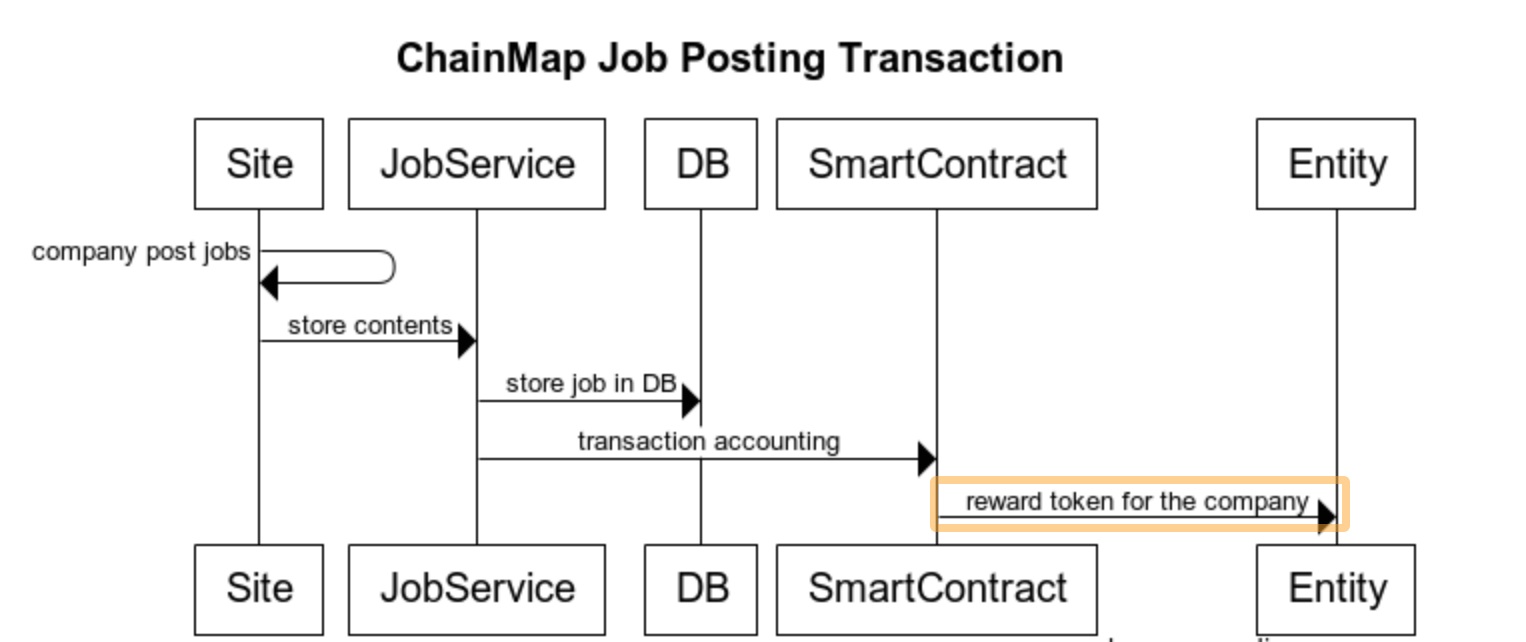 ChainMap Job Posting Transaction
Site JobService DB SmartContract Entity
company post jobs
store contents
store job in DB
transaction accounting
reward token for the company
Site JobService DB SmartContract Entity